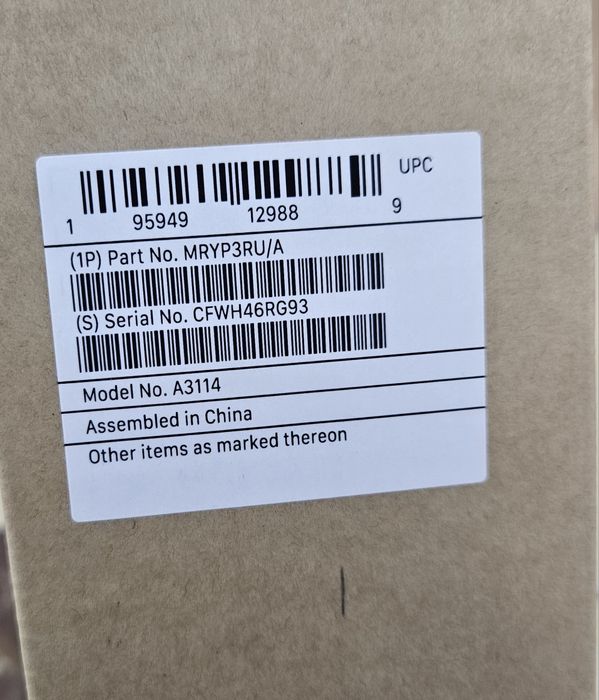 UPC
1 95949 12988 9
(1P) Part No. MRYP3RU/A
(S) Serial No. CFWH46RG93
Model No. A3114
Assembled in China
Other items as marked thereon